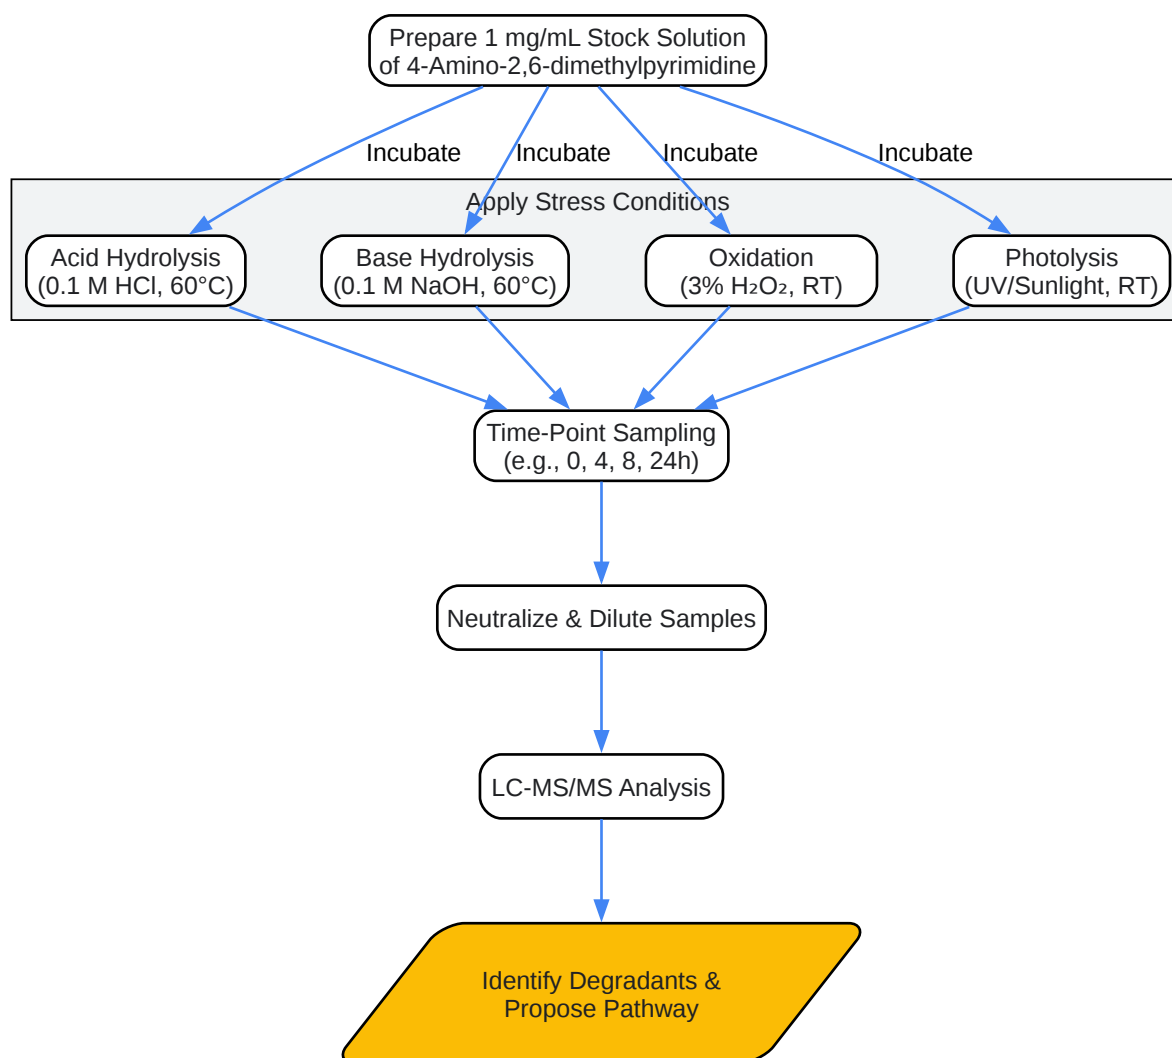 Prepare 1 mg/mL Stock Solution
of 4-Amino-2,6-dimethylpyrimidine
Incubate
Incubate
Incubate
Incubate
Apply Stress Conditions
Acid Hydrolysis
(0.1 M HCl, 60°C)
Base Hydrolysis
(0.1 M NaOH, 60°C)
Oxidation
(3% H₂O₂, RT)
Photolysis
(UV/Sunlight, RT)
Time-Point Sampling
(e.g., 0, 4, 8, 24h)
Neutralize & Dilute Samples
LC-MS/MS Analysis
Identify Degradants &
Propose Pathway